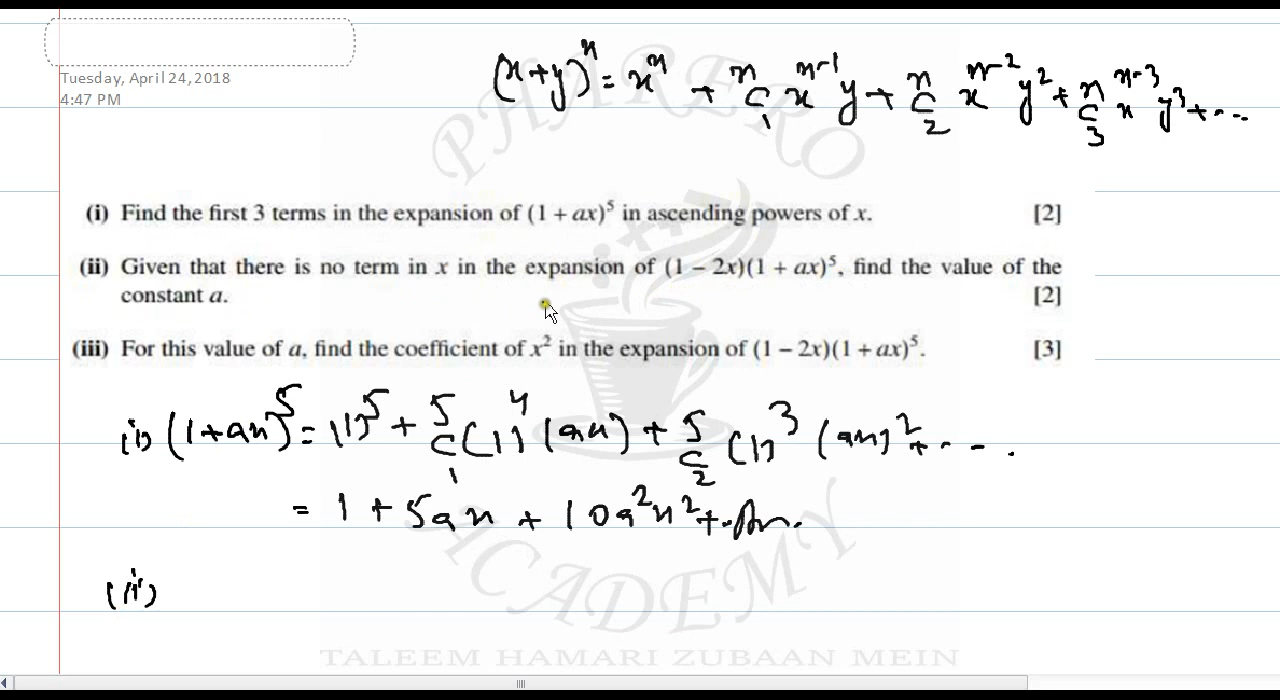 Tuesday, April 24, 2018
4:47 PM
(x+y)^n = x^n + nC1 x^n-1 y + nC2 x^n-2 y^2 + nC3 x^n-3 y^3 + ...
PHARERO
(i) Find the first 3 terms in the expansion of (1 + ax)^5 in ascending powers of x. [2]
(ii) Given that there is no term in x in the expansion of (1 − 2x)(1 + ax)^5, find the value of the
constant a. [2]
(iii) For this value of a, find the coefficient of x^2 in the expansion of (1 − 2x)(1 + ax)^5. [3]
(i) (1+ax)^5 = (1)^5 + 5C1 (1)^4 (ax) + 5C2 (1)^3 (ax)^2 + ....
= 1 + 5ax + 10a^2x^2 + .. Ans.
(ii)
ACADEMY
TALEEM HAMARI ZUBAAN MEIN